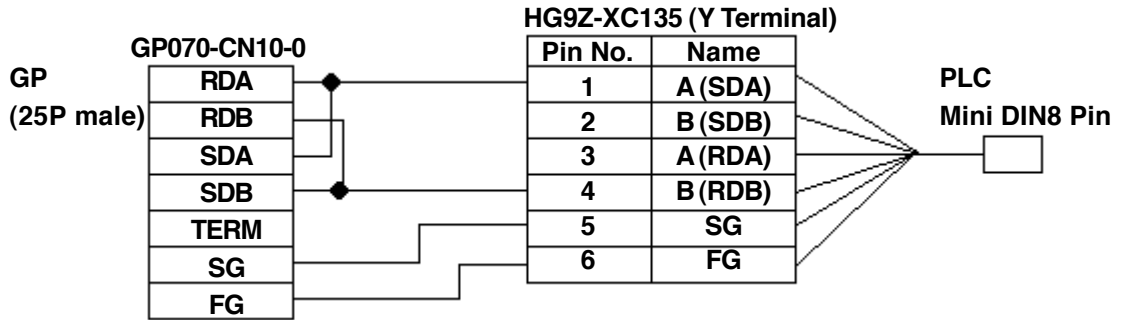 HG9Z-XC135 (Y Terminal)
GP070-CN10-0
Pin No. Name
GP
(25P male)
RDA
RDB
SDA
SDB
TERM
SG
FG
1 A (SDA)
2 B (SDB)
3 A (RDA)
4 B (RDB)
5 SG
6 FG
PLC
Mini DIN8 Pin